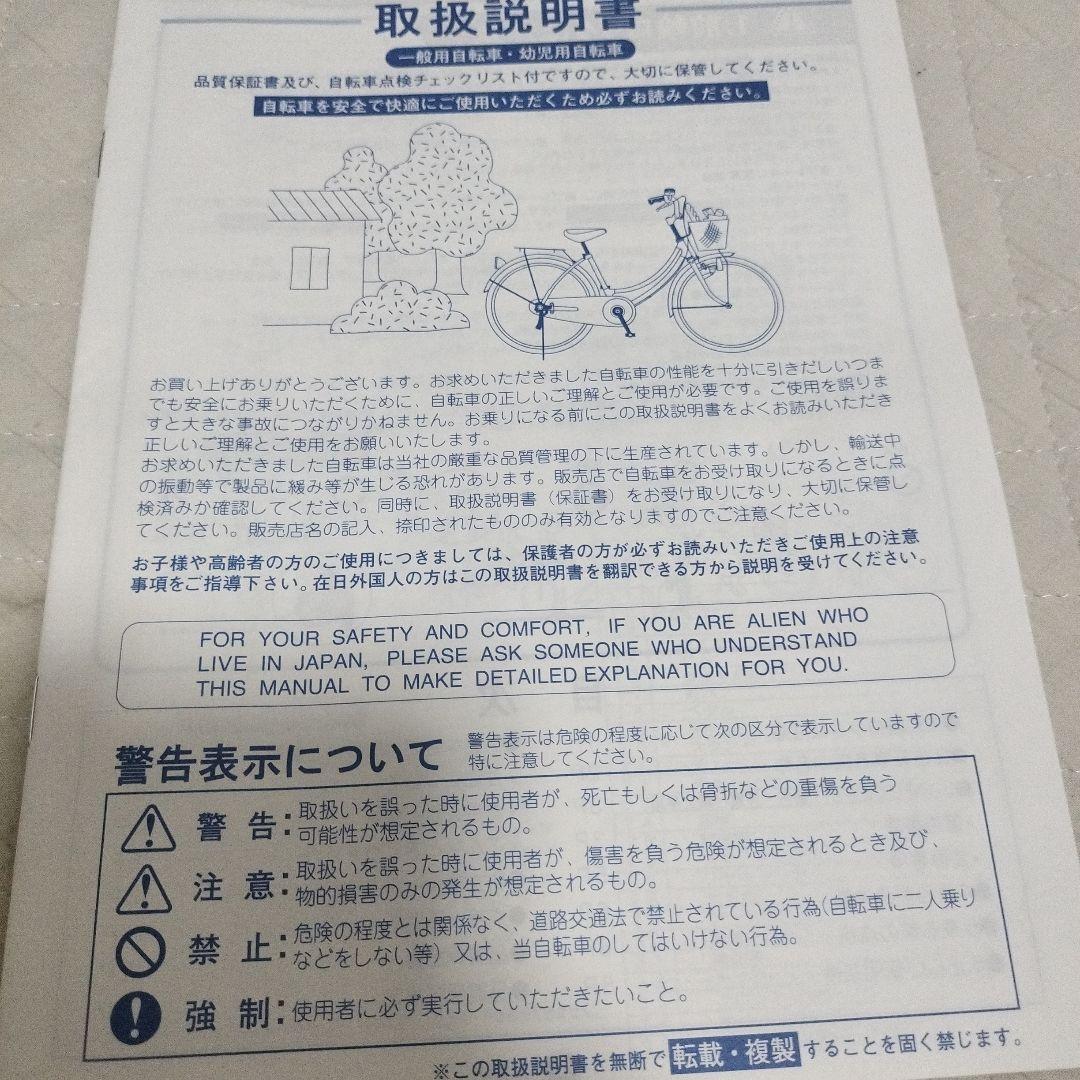 取扱説明書
一般用自転車・幼児用自転車
品質保証書及び、自転車点検チェックリスト付ですので、大切に保管してください。
自転車を安全で快適にご使用いただくため必ずお読みください。
お買い上げありがとうございます。お求めいただきました自転車の性能を十分に引きだしいつま
でも安全にお乗りいただくために、自転車の正しいご理解とご使用が必要です。ご使用を誤りま
すと大きな事故につながりかねません。お乗りになる前にこの取扱説明書をよくお読みいただき
正しいご理解とご使用をお願いいたします。
お求めいただきました自転車は当社の厳重な品質管理の下に生産されています。しかし、輸送中
の振動等で製品に緩み等が生じる恐れがあります。販売店で自転車をお受け取りになるときに点
検済みか確認してください。同時に、取扱説明書（保証書）をお受け取りになり、大切に保管し
てください。販売店名の記入、捺印されたもののみ有効となりますのでご注意ください。
お子様や高齢者の方のご使用につきましては、保護者の方が必ずお読みいただきご使用上の注意
事項をご指導下さい。在日外国人の方はこの取扱説明書を翻訳できる方から説明を受けてください。
FOR YOUR SAFETY AND COMFORT, IF YOU ARE ALIEN WHO
LIVE IN JAPAN, PLEASE ASK SOMEONE WHO UNDERSTAND
THIS MANUAL TO MAKE DETAILED EXPLANATION FOR YOU.
警告表示について
警告表示は危険の程度に応じて次の区分で表示していますので
特に注意してください。
警告:取扱いを誤った時に使用者が、死亡もしくは骨折などの重傷を負う
可能性が想定されるもの。
注意:取扱いを誤った時に使用者が、傷害を負う危険が想定されるとき及び、
物的損害のみの発生が想定されるもの。
禁止:危険の程度とは関係なく、道路交通法で禁止されている行為(自転車に二人乗り
などをしない等）又は、当自転車のしてはいけない行為。
強制:使用者に必ず実行していただきたいこと。
※この取扱説明書を無断で転載・複製することを固く禁じます。